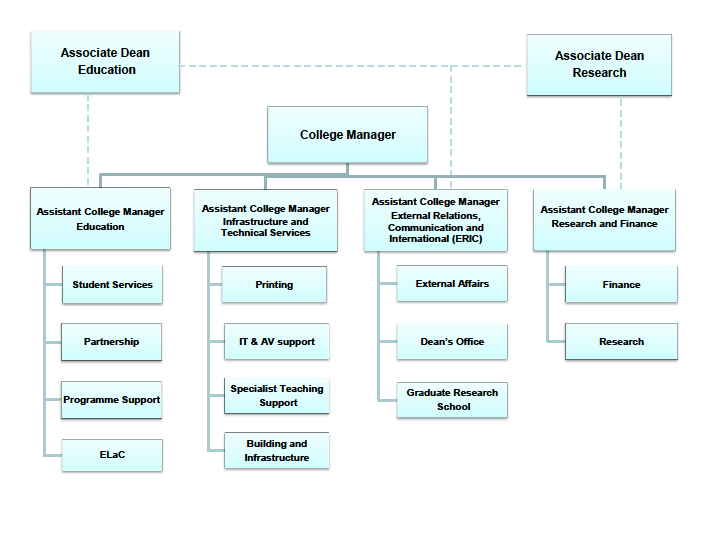 Associate Dean
Education
Associate Dean
Research
College Manager
Assistant College Manager
Education
Assistant College Manager
Infrastructure and
Technical Services
Assistant College Manager
External Relations,
Communication and
International (ERIC)
Assistant College Manager
Research and Finance
Student Services
Partnership
Programme Support
ELaC
Printing
IT & AV support
Specialist Teaching
Support
Building and
Infrastructure
External Affairs
Dean's Office
Graduate Research
School
Finance
Research